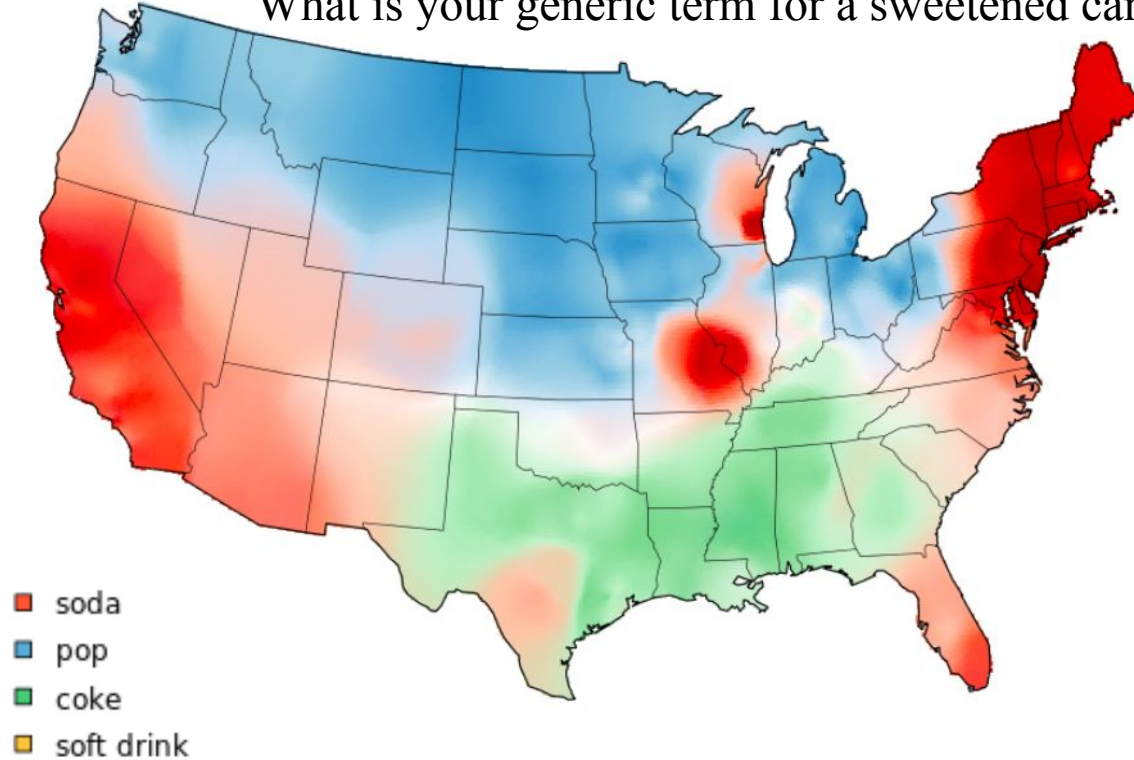 What is your generic term for a sweetened
soda
pop
coke
soft drink